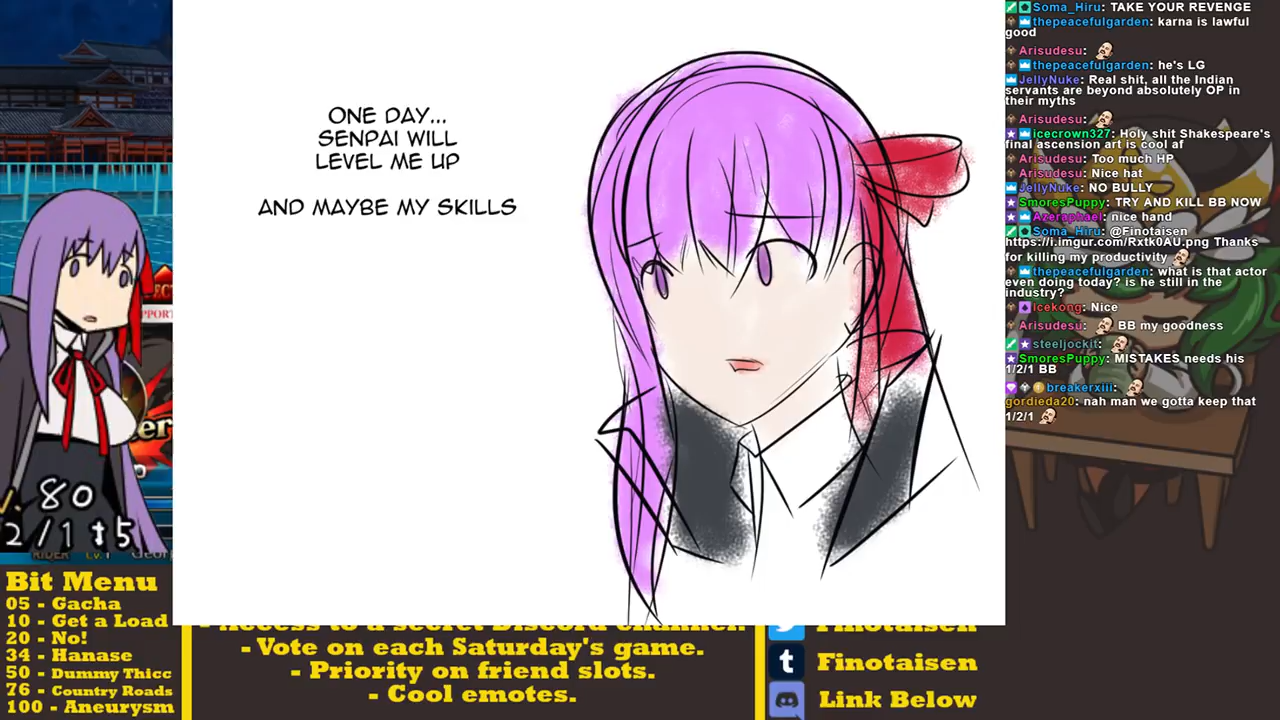 ONE DAY...
SENPAI WILL
LEVEL ME UP
AND MAYBE MY SKILLS
80
2/1
5
Bit Menu
05 - Gacha
10 - Get a Load
20 - No!
34 - Hanase
50 - Dummy Thicc
76 - Country Roads
100 - Aneurysm
- Access to a secret Discord channel.
- Vote on each Saturday's game.
- Priority on friend slots.
- Cool emotes.
Finotaisen
Finotaisen
Link Below
Soma_Hiru: TAKE YOUR REVENGE
thepeacefulgarden: karna is lawful
good
Arisudesu:
thepeacefulgarden: he's LG
JellyNuke: Real shit, all the Indian
servants are beyond absolutely OP in
their myths
Arisudesu:
icecrown327: Holy shit Shakespeare's
final ascension art is cool af
Arisudesu: Too much HP
Arisudesu: Nice hat
JellyNuke: NO BULLY
SmoresPuppy: TRY AND KILL BB NOW
Azeraphael: nice hand
Soma_Hiru: @Finotaisen
https://i.imgur.com/Rxtk0AU.png Thanks
for killing my productivity
thepeacefulgarden: what is that actor
even doing today? is he still in the
industry?
icekong: Nice
Arisudesu: BB my goodness
steeljockit:
SmoresPuppy: MISTAKES needs his
1/2/1 BB
breakerxiii:
gordieda20: nah man we gotta keep that
1/2/1